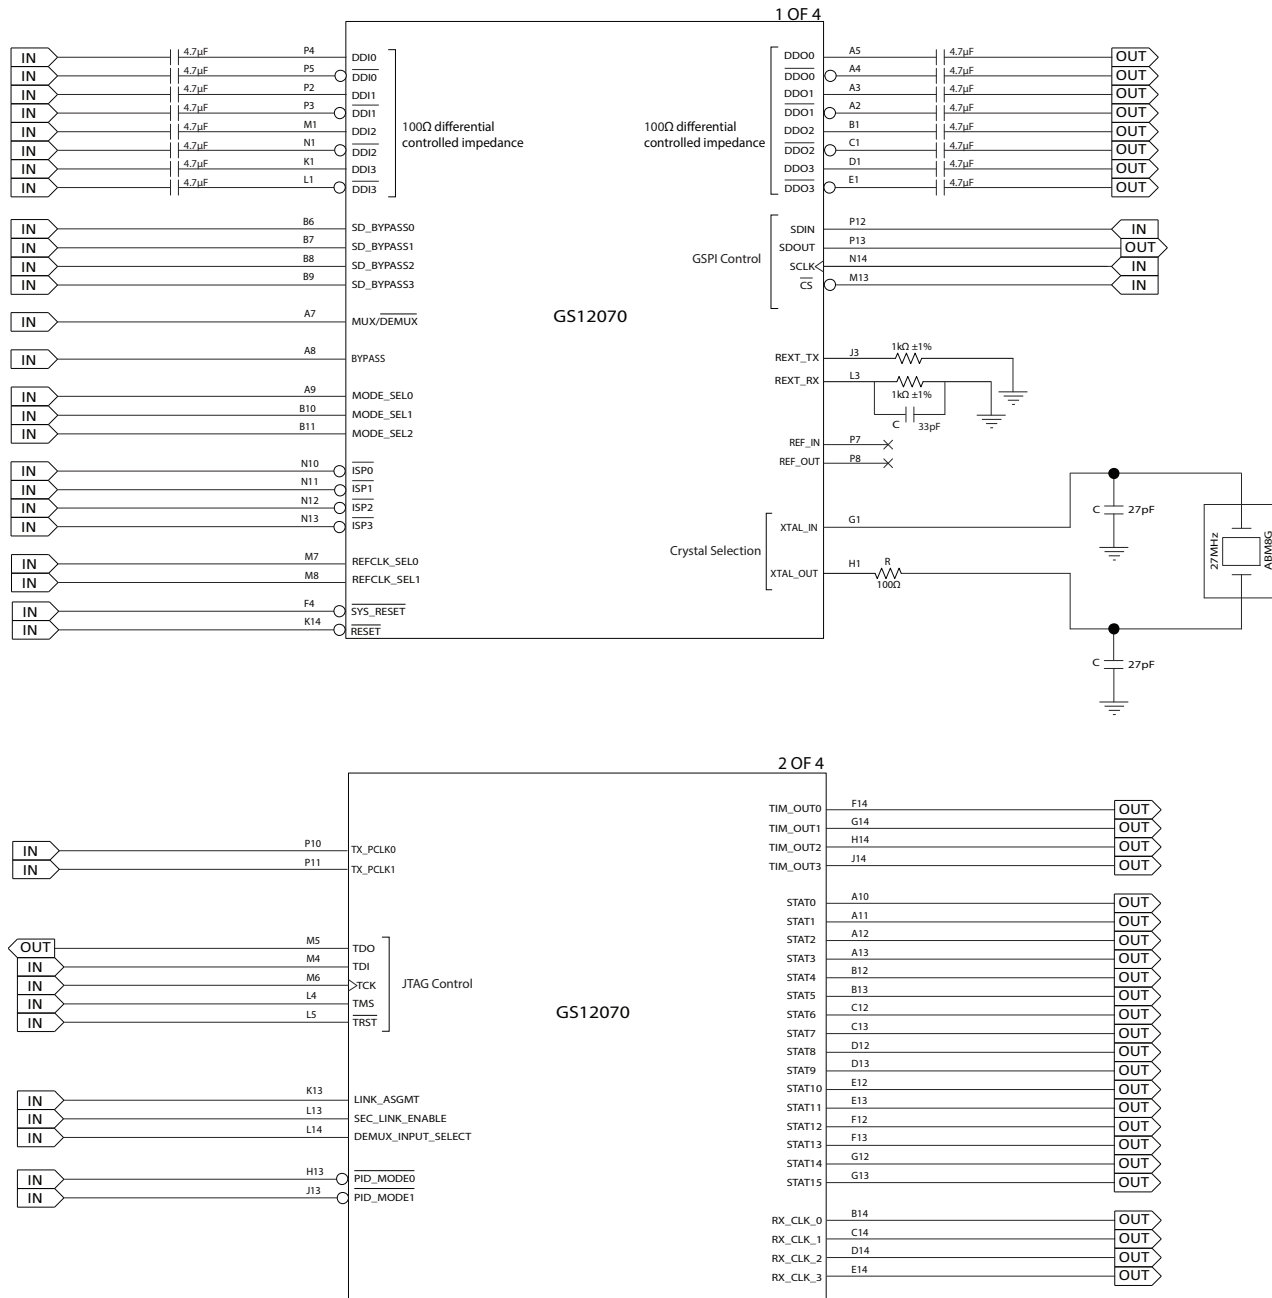 1 OF 4
IN 4.7µF P4 DDI0
IN 4.7µF P5 DDI0
IN 4.7µF P2 DDI1
IN 4.7µF P3 DDI1
IN 4.7µF M1 DDI2
IN 4.7µF N1 DDI2
IN 4.7µF K1 DDI3
IN 4.7µF L1 DDI3
100Ω differential
controlled impedance
IN B6 SD_BYPASS0
IN B7 SD_BYPASS1
IN B8 SD_BYPASS2
IN B9 SD_BYPASS3
IN A7 MUX/DEMUX
IN A8 BYPASS
IN A9 MODE_SEL0
IN B10 MODE_SEL1
IN B11 MODE_SEL2
IN N10 ISP0
IN N11 ISP1
IN N12 ISP2
IN N13 ISP3
IN M7 REFCLK_SEL0
IN M8 REFCLK_SEL1
IN F4 SYS_RESET
IN K14 RESET
GS12070
100Ω differential
controlled impedance
DDO0 A5 4.7µF OUT
DDO0 A4 4.7µF OUT
DDO1 A3 4.7µF OUT
DDO1 A2 4.7µF OUT
DDO2 B1 4.7µF OUT
DDO2 C1 4.7µF OUT
DDO3 D1 4.7µF OUT
DDO3 E1 4.7µF OUT
GSPI Control
SDIN P12 IN
SDOUT P13 OUT
SCLK N14 IN
CS M13 IN
REXT_TX J3 1kΩ ±1%
REXT_RX L3
1kΩ ±1%
C 33pF
REF_IN P7
REF_OUT P8
Crystal Selection
XTAL_IN G1
XTAL_OUT H1 R
100Ω
C 27pF
27MHz
ABM8G
C 27pF
2 OF 4
IN P10 TX_PCLK0
IN P11 TX_PCLK1
OUT M5 TDO
IN M4 TDI
IN M6 TCK
IN L4 TMS
IN L5 TRST
JTAG Control
IN K13 LINK_ASGMT
IN L13 SEC_LINK_ENABLE
IN L14 DEMUX_INPUT_SELECT
IN H13 PID_MODE0
IN J13 PID_MODE1
GS12070
TIM_OUT0 F14 OUT
TIM_OUT1 G14 OUT
TIM_OUT2 H14 OUT
TIM_OUT3 J14 OUT
STAT0 A10 OUT
STAT1 A11 OUT
STAT2 A12 OUT
STAT3 A13 OUT
STAT4 B12 OUT
STAT5 B13 OUT
STAT6 C12 OUT
STAT7 C13 OUT
STAT8 D12 OUT
STAT9 D13 OUT
STAT10 E12 OUT
STAT11 E13 OUT
STAT12 F12 OUT
STAT13 F13 OUT
STAT14 G12 OUT
STAT15 G13 OUT
RX_CLK_0 B14 OUT
RX_CLK_1 C14 OUT
RX_CLK_2 D14 OUT
RX_CLK_3 E14 OUT